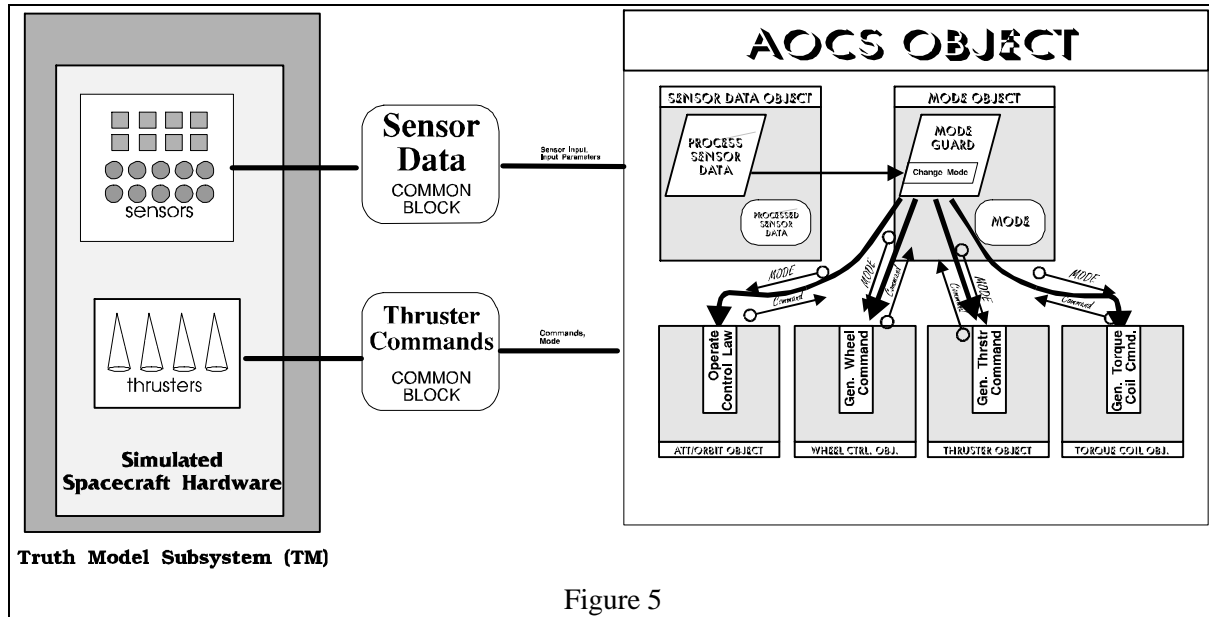 AOCS OBJECT
SENSOR DATA OBJECT
PROCESS
SENSOR
DATA
PROCESSED
SENSOR
DATA
MODE OBJECT
MODE
GUARD
Change Mode
MODE
sensors
Sensor
Data
COMMON
BLOCK
Sensor Input,
Input Parameters
thrusters
Thruster
Commands
COMMON
BLOCK
Commands,
Mode
Simulated
Spacecraft Hardware
Truth Model Subsystem (TM)
MODE
Command
MODE
Command
MODE
Command
MODE
Command
Operate
Control Law
Gen. Wheel
Command
Gen. Thrstr
Command
Gen. Torque
Coil Cmnd.
ATT/ORBIT OBJECT
WHEEL CTRL. OBJ.
THRUSTER OBJECT
TORQUE COIL OBJ.
Figure 5